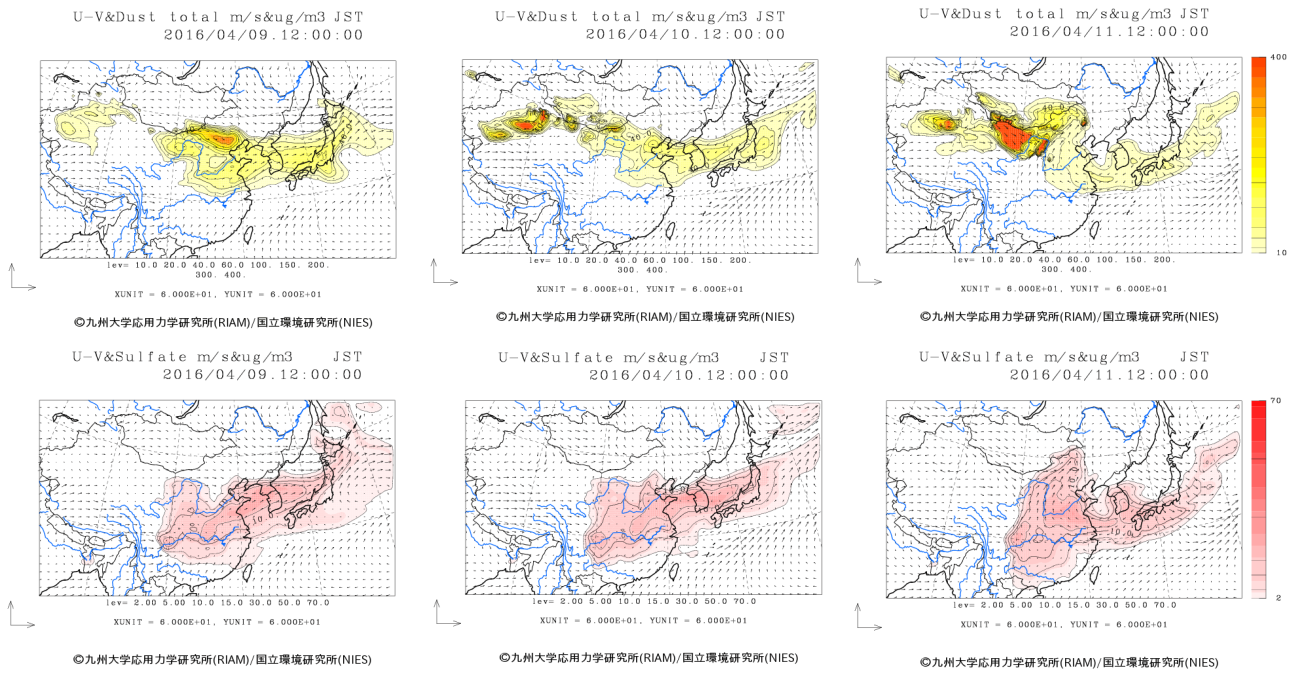 U-V&Dust total m/s&ug/m3 JST
2016/04/09.12:00:00
40.0
lev= 10.0 20.0 40.0 60.0 100. 150. 200.
300. 400.
XUNIT = 6.000E+01, YUNIT = 6.000E+01
©九州大学応用力学研究所(RIAM)/国立環境研究所(NIES)
U-V&Dust total m/s&ug/m3 JST
2016/04/10.12:00:00
40.0
lev= 10.0 20.0 40.0 60.0 100. 150. 200.
300. 400.
XUNIT = 6.000E+01, YUNIT = 6.000E+01
©九州大学応用力学研究所(RIAM)/国立環境研究所(NIES)
U-V&Dust total m/s&ug/m3 JST
2016/04/11.12:00:00
40.0
400
10
lev= 10.0 20.0 40.0 60.0 100. 150. 200.
300. 400.
XUNIT = 6.000E+01, YUNIT = 6.000E+01
©九州大学応用力学研究所(RIAM)/国立環境研究所(NIES)
U-V&Sulfate m/s&ug/m3 JST
2016/04/09.12:00:00
10.0
lev= 2.00 5.00 10.0 15.0 30.0 50.0 70.0
XUNIT = 6.000E+01, YUNIT = 6.000E+01
©九州大学応用力学研究所(RIAM)/国立環境研究所(NIES)
U-V&Sulfate m/s&ug/m3 JST
2016/04/10.12:00:00
lev= 2.00 5.00 10.0 15.0 30.0 50.0 70.0
XUNIT = 6.000E+01, YUNIT = 6.000E+01
©九州大学応用力学研究所(RIAM)/国立環境研究所(NIES)
U-V&Sulfate m/s&ug/m3 JST
2016/04/11.12:00:00
10.0
70
2
lev= 2.00 5.00 10.0 15.0 30.0 50.0 70.0
XUNIT = 6.000E+01, YUNIT = 6.000E+01
©九州大学応用力学研究所(RIAM)/国立環境研究所(NIES)